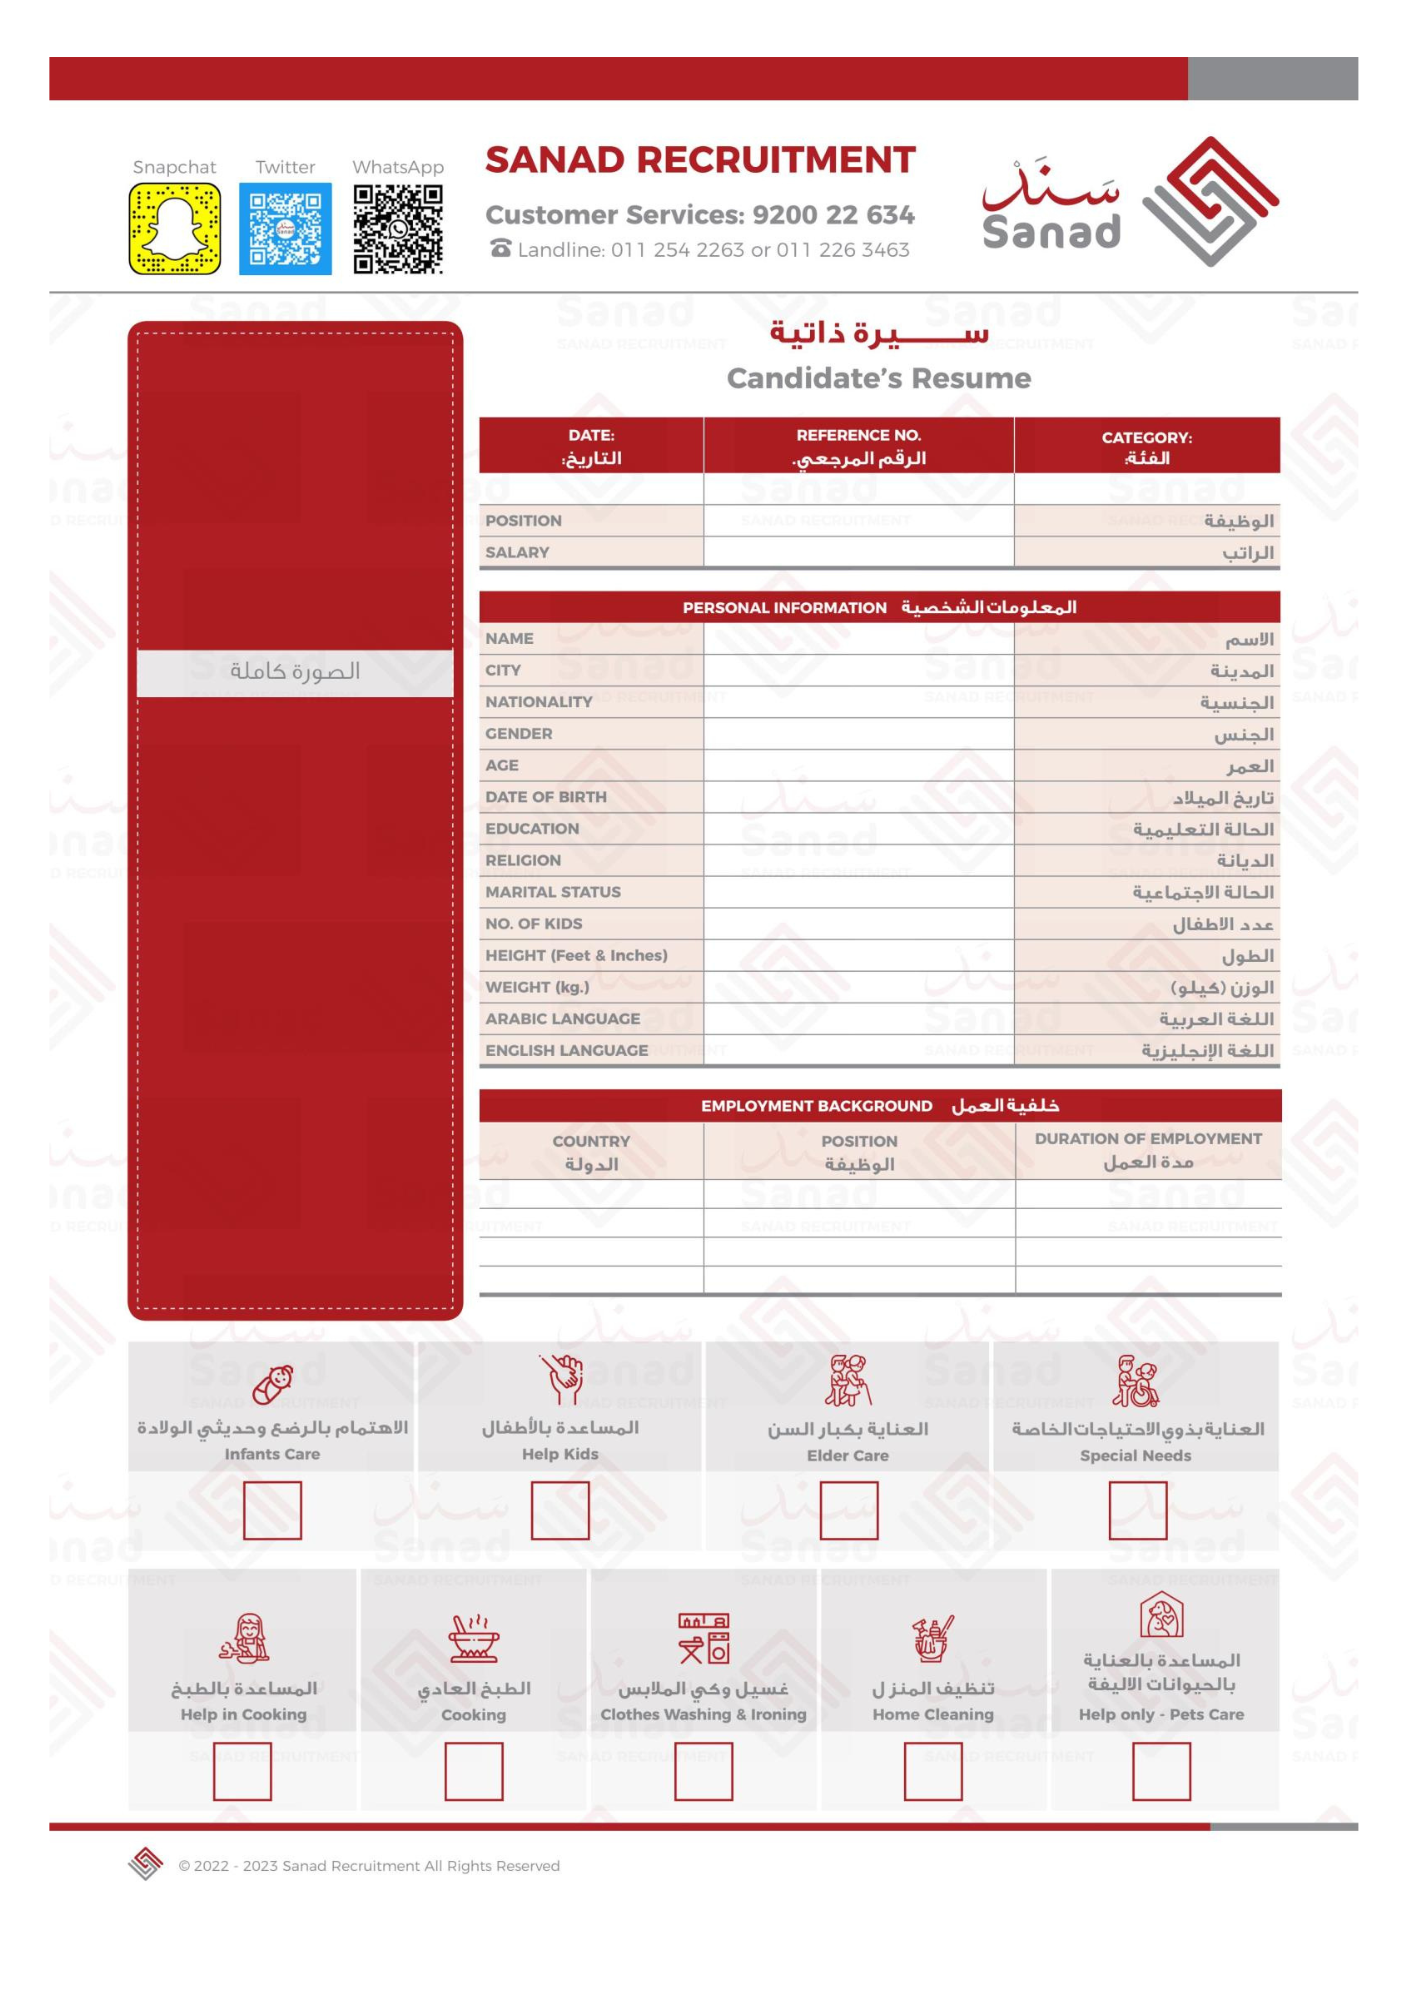 Snapchat Twitter WhatsApp
SANAD RECRUITMENT
Customer Services: 9200 22 634
Landline: 011 254 2263 or 011 226 3463
سَنَدْ
Sanad
ســـــيرة ذاتية
Candidate's Resume
DATE: REFERENCE NO. CATEGORY:
التاريخ: الرقم المرجعي. الفئة:
POSITION الوظيفة
SALARY الراتب
PERSONAL INFORMATION المعلومات الشخصية
NAME الاسم
CITY المدينة
NATIONALITY الجنسية
GENDER الجنس
AGE العمر
DATE OF BIRTH تاريخ الميلاد
EDUCATION الحالة التعليمية
RELIGION الديانة
MARITAL STATUS الحالة الاجتماعية
NO. OF KIDS عدد الاطفال
HEIGHT (Feet & Inches) الطول
WEIGHT (kg.) الوزن (كيلو)
ARABIC LANGUAGE اللغة العربية
ENGLISH LANGUAGE اللغة الإنجليزية
الصورة كاملة
EMPLOYMENT BACKGROUND خلفية العمل
COUNTRY POSITION DURATION OF EMPLOYMENT
الدولة الوظيفة مدة العمل
الاهتمام بالرضع وحديثي الولادة
Infants Care
المساعدة بالأطفال
Help Kids
العناية بكبار السن
Elder Care
العناية بذوي الاحتياجات الخاصة
Special Needs
المساعدة بالطبخ
Help in Cooking
الطبخ العادي
Cooking
غسيل وكي الملابس
Clothes Washing & Ironing
تنظيف المنزل
Home Cleaning
المساعدة بالعناية
بالحيوانات الاليفة
Help only - Pets Care
© 2022 - 2023 Sanad Recruitment All Rights Reserved